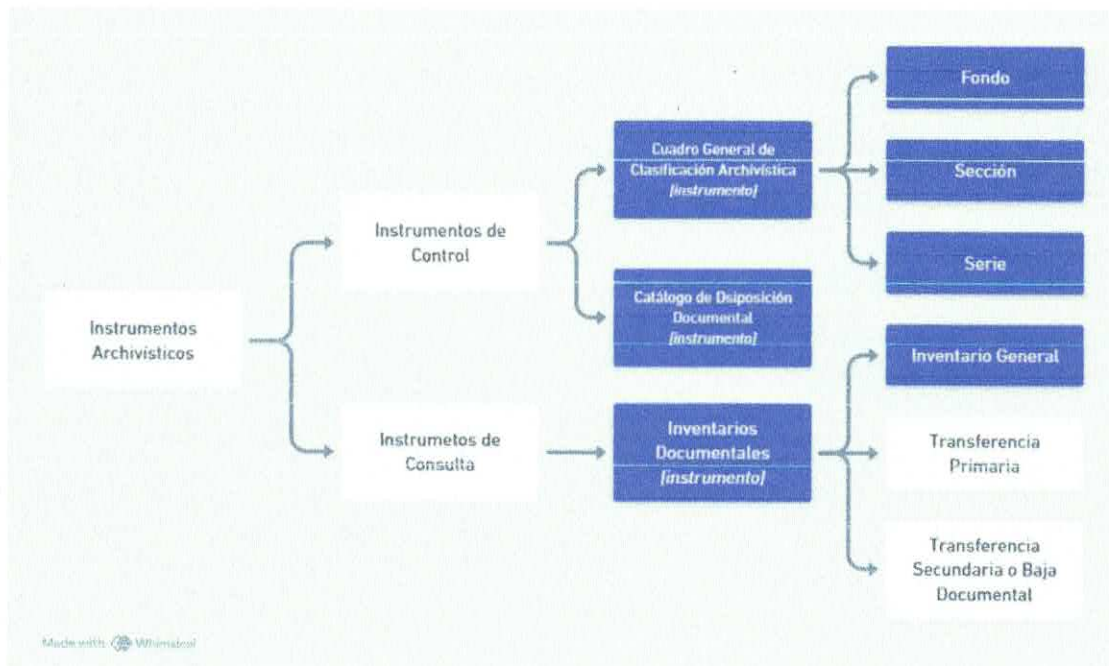 Instrumentos
Archivísticos
Instrumentos de
Control
Instrumetos de
Consulta
Cuadro General de
Clasificación Archivística
[instrumento]
Catálogo de Dsiposición
Documental
[instrumento]
Inventarios
Documentales
[instrumento]
Fondo
Sección
Serie
Inventario General
Transferencia
Primaria
Transferencia
Secundaria o Baja
Documental
Made with Whimsical